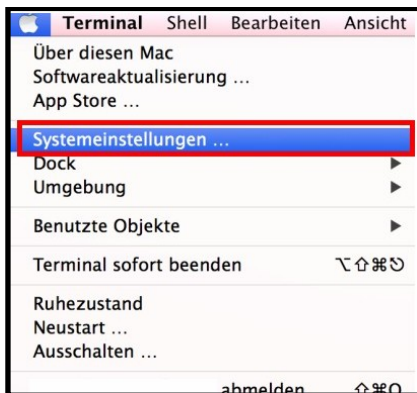 Terminal Shell Bearbeiten Ansicht
Über diesen Mac
Softwareaktualisierung ...
App Store ...
Systemeinstellungen ...
Dock
Umgebung
Benutzte Objekte
Terminal sofort beenden ⌥⇧⌘⎋
Ruhezustand
Neustart ...
Ausschalten ...
abmelden ⇧⌘Q